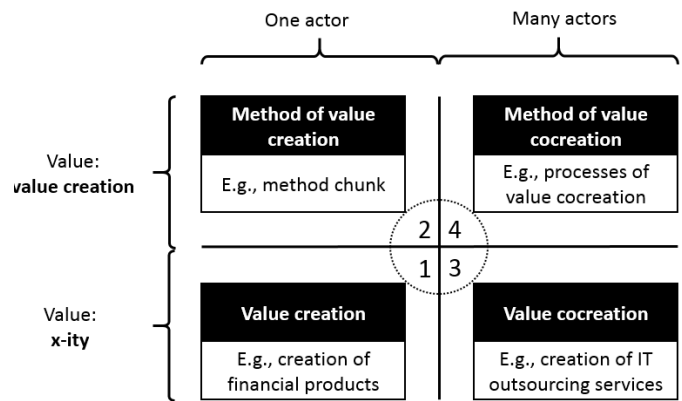 One actor
Many actors
Method of value
creation
E.g., method chunk
Method of value
cocreation
E.g., processes of
value cocreation
Value:
value creation
2
4
1
3
Value:
x-ity
Value creation
E.g., creation of
financial products
Value cocreation
E.g., creation of IT
outsourcing services